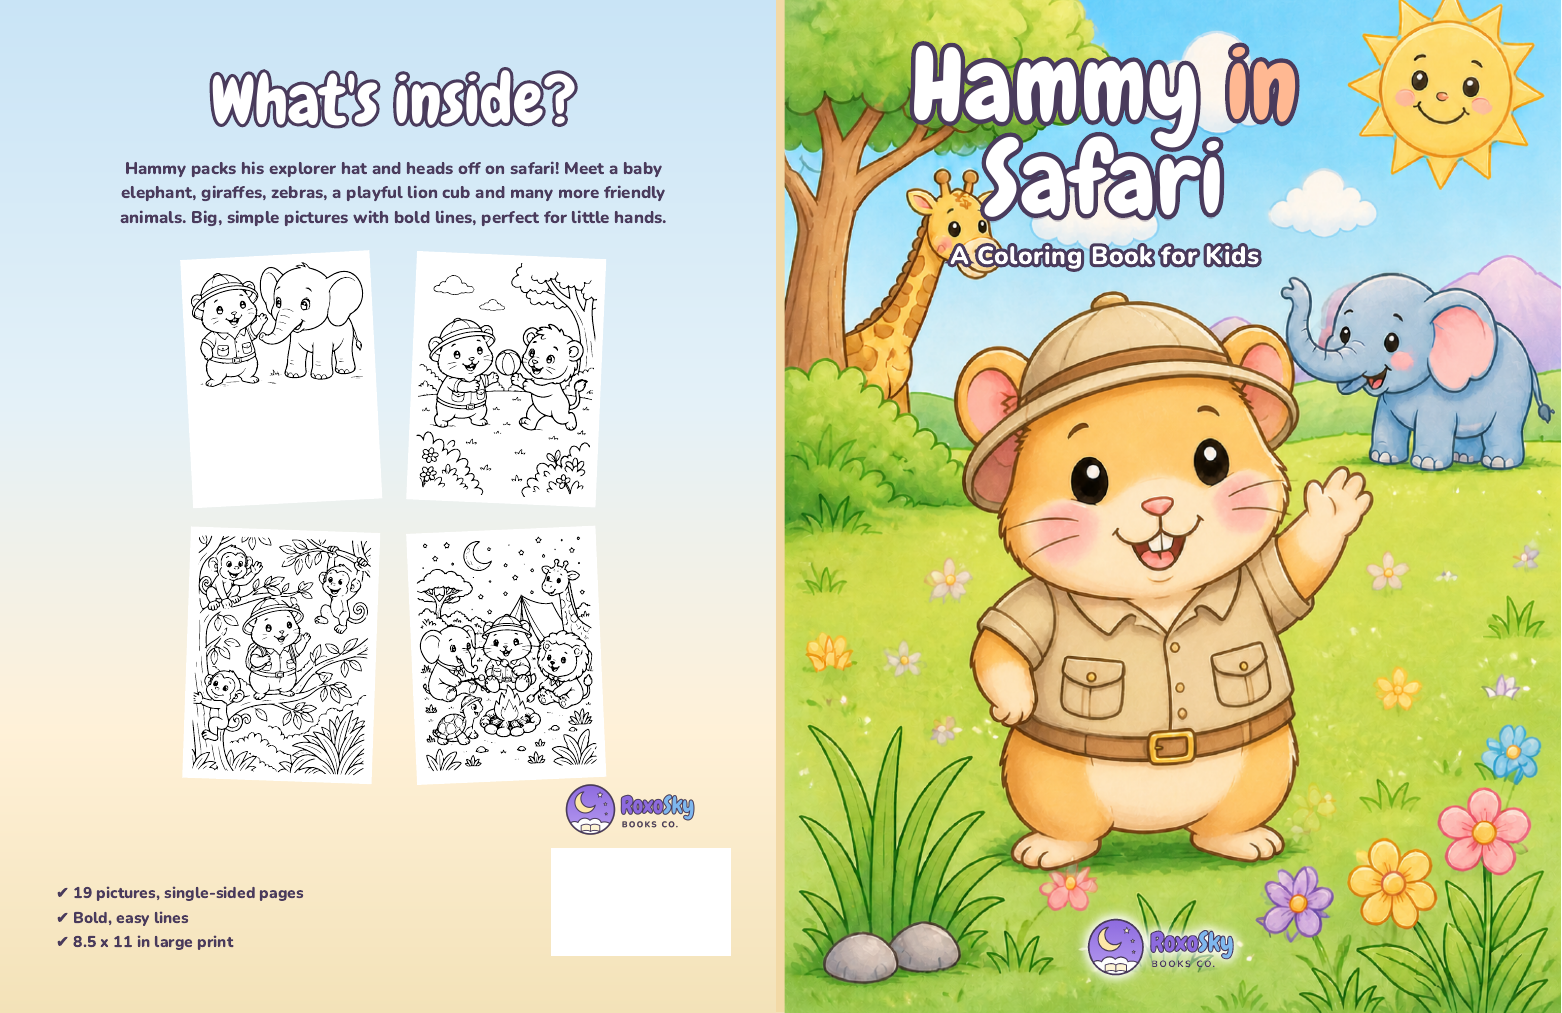 What's inside?
Hammy packs his explorer hat and heads off on safari! Meet a baby
elephant, giraffes, zebras, a playful lion cub and many more friendly
animals. Big, simple pictures with bold lines, perfect for little hands.
RoxoSky
BOOKS CO.
✔ 19 pictures, single-sided pages
✔ Bold, easy lines
✔ 8.5 x 11 in large print
Hammy in
Safari
A Coloring Book for Kids
RoxoSky
BOOKS CO.